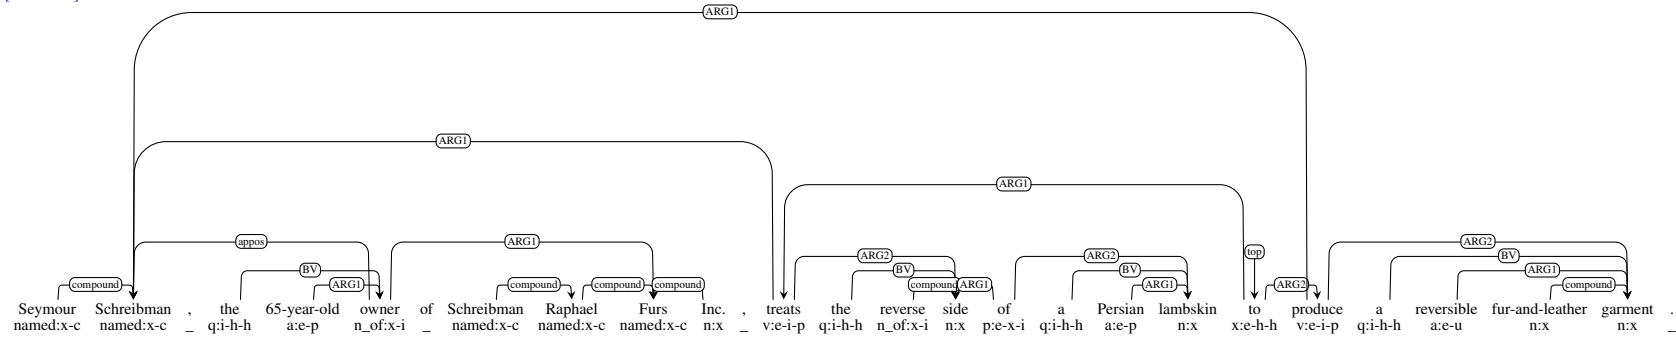 ARG1
ARG1
ARG1
appos ARG1 ARG2
top
ARG2 ARG2 BV
BV BV BV ARG1
compound ARG1 compound compound compound compound ARG1 ARG1 ARG2 compound
Seymour Schreibman , the 65-year-old owner of Schreibman Raphael Furs Inc. , treats the reverse side of a Persian lambskin to produce a reversible fur-and-leather garment .
named:x-c named:x-c _ q:i-h-h a:e-p n_of:x-i _ named:x-c named:x-c named:x-c n:x _ v:e-i-p q:i-h-h n_of:x-i n:x p:e-x-i q:i-h-h a:e-p n:x x:e-h-h v:e-i-p q:i-h-h a:e-u n:x n:x _